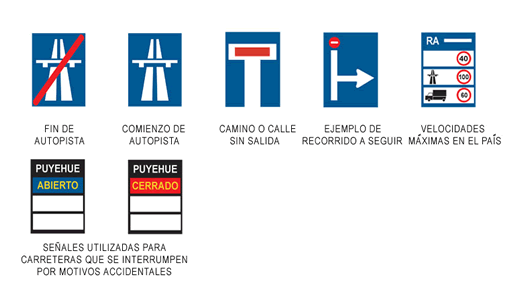 RA
40
100
60
FIN DE
AUTOPISTA
COMIENZO DE
AUTOPISTA
CAMINO O CALLE
SIN SALIDA
EJEMPLO DE
RECORRIDO A SEGUIR
VELOCIDADES
MÁXIMAS EN EL PAÍS
PUYEHUE
ABIERTO
PUYEHUE
CERRADO
SEÑALES UTILIZADAS PARA
CARRETERAS QUE SE INTERRUMPEN
POR MOTIVOS ACCIDENTALES